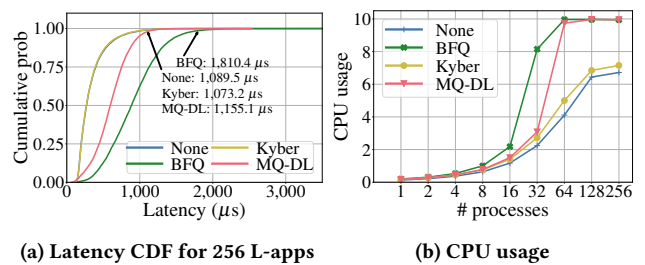 Cumulative prob
1.00
0.75
0.50
0.25
0.00
0
1,000
2,000
3,000
Latency (μs)
BFQ: 1,810.4 μs
None: 1,089.5 μs
Kyber: 1,073.2 μs
MQ-DL: 1,155.1 μs
None
BFQ
Kyber
MQ-DL
(a) Latency CDF for 256 L-apps
CPU usage
10
8
6
4
2
0
1 2 4 8 16 32 64 128 256
# processes
None
BFQ
Kyber
MQ-DL
(b) CPU usage